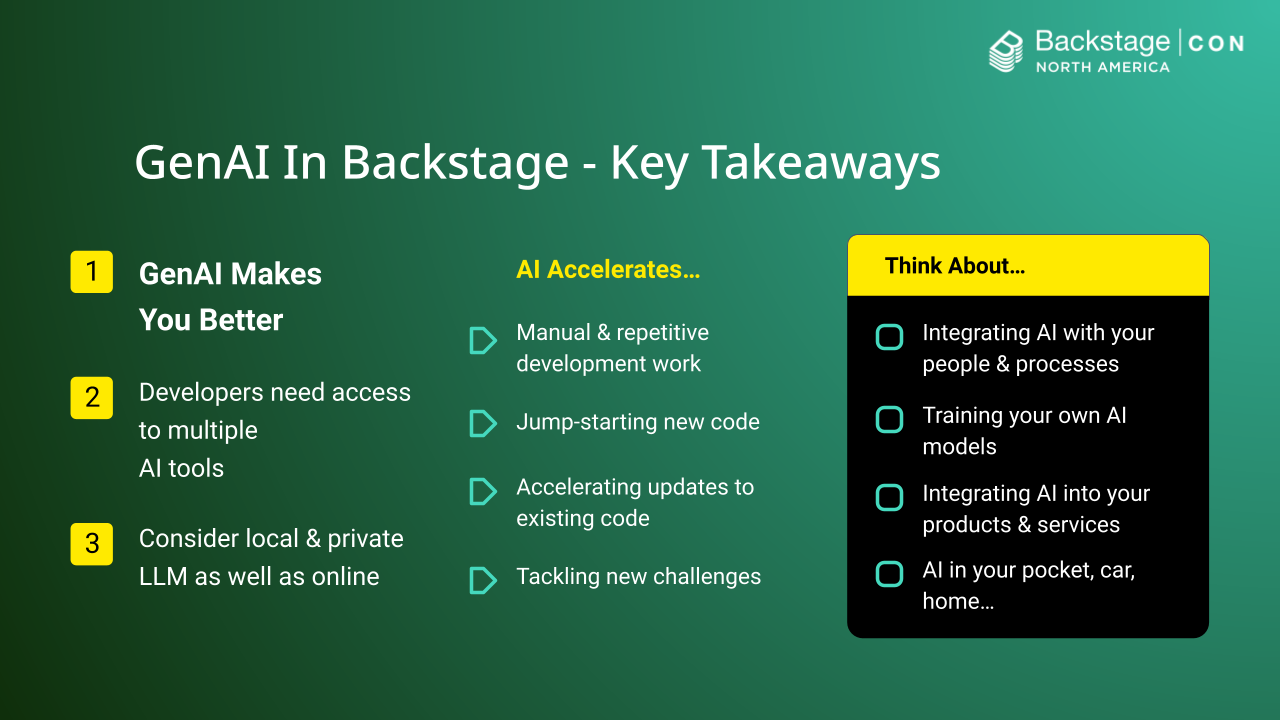 Backstage CON
NORTH AMERICA
GenAI In Backstage - Key Takeaways
1
GenAI Makes
You Better
2
Developers need access
to multiple
AI tools
3
Consider local & private
LLM as well as online
AI Accelerates...
Manual & repetitive
development work
Jump-starting new code
Accelerating updates to
existing code
Tackling new challenges
Think About...
Integrating AI with your
people & processes
Training your own AI
models
Integrating AI into your
products & services
AI in your pocket, car,
home...